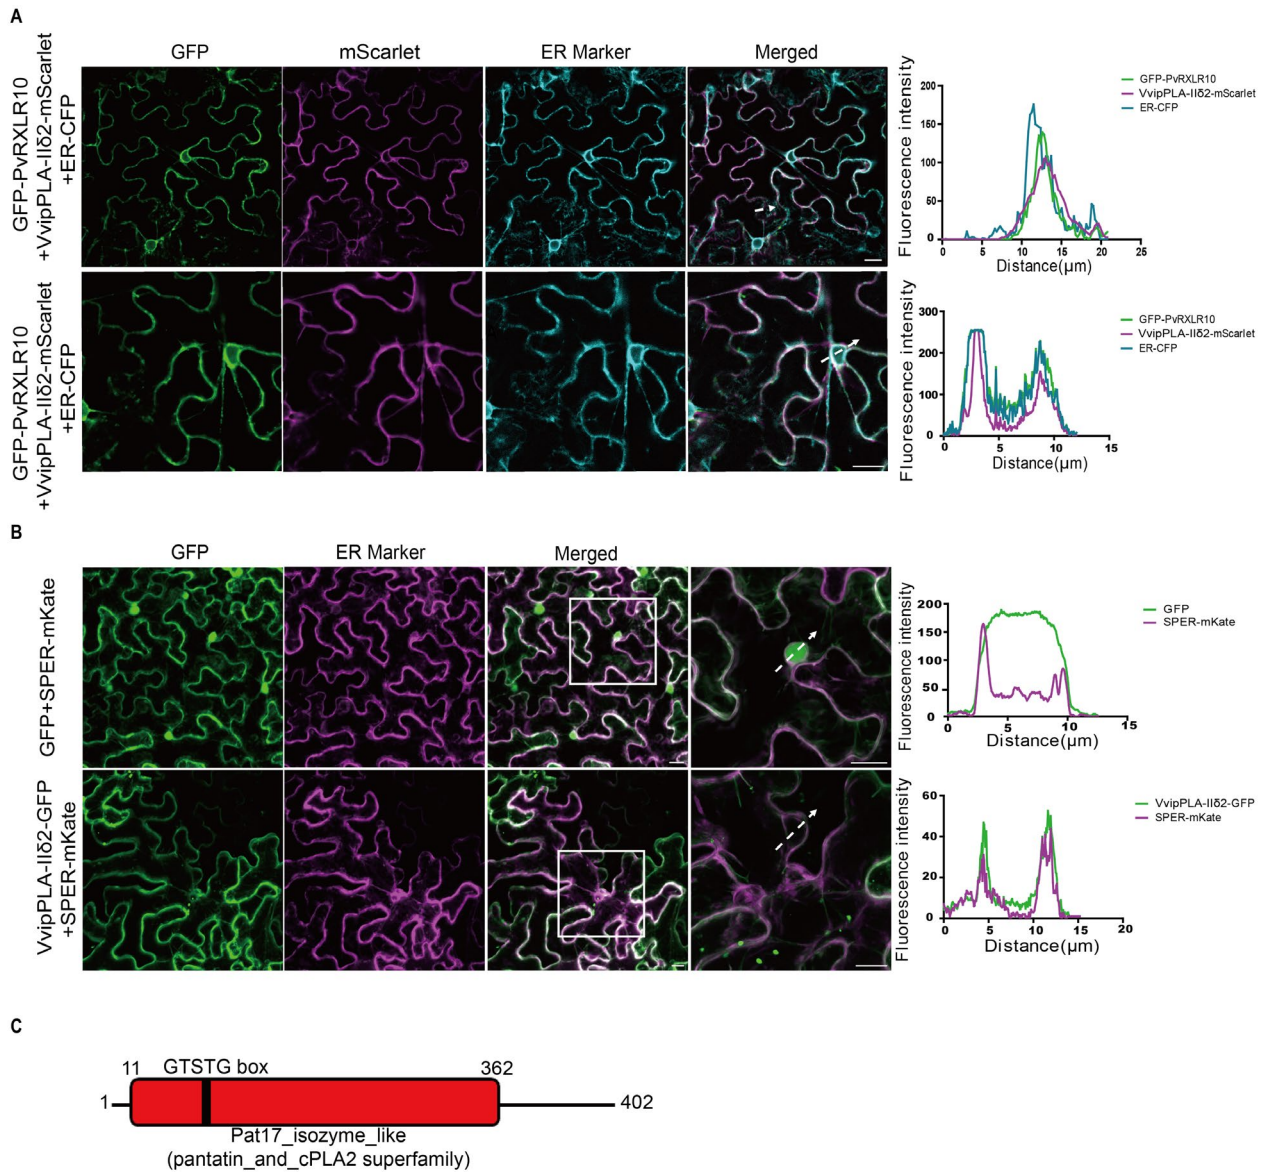 A
GFP mScarlet ER Marker Merged
GFP-PvRXLR10
+VvipPLA-IIδ2-mScarlet
+ER-CFP
Fluorescence intensity
200
150
100
50
0
0 5 10 15 20 25
Distance(µm)
GFP-PvRXLR10
VvipPLA-IIδ2-mScarlet
ER-CFP
GFP-PvRXLR10
+VvipPLA-IIδ2-mScarlet
+ER-CFP
Fluorescence intensity
300
200
100
0
0 5 10 15
Distance(µm)
GFP-PvRXLR10
VvipPLA-IIδ2-mScarlet
ER-CFP
B
GFP ER Marker Merged
GFP+SPER-mKate
Fluorescence intensity
200
150
100
50
0
0 5 10 15
Distance(µm)
GFP
SPER-mKate
VvipPLA-IIδ2-GFP
+SPER-mKate
Fluorescence intensity
60
40
20
0
0 5 10 15 20
Distance(µm)
VvipPLA-IIδ2-GFP
SPER-mKate
C
11 GTSTG box 362
1 402
Pat17_isozyme_like
(pantatin_and_cPLA2 superfamily)